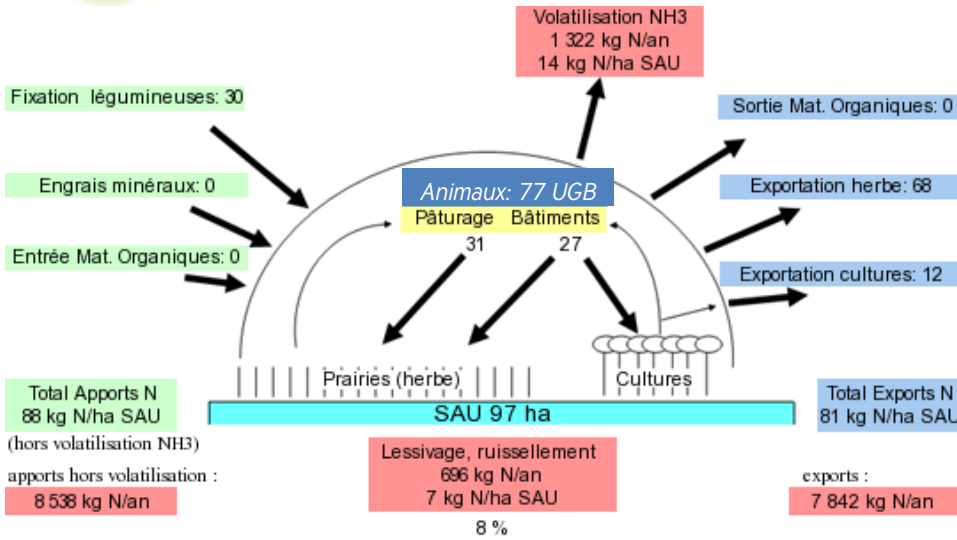 Volatilisation NH3
1 322 kg N/an
14 kg N/ha SAU
Fixation légumineuses: 30
Sortie Mat. Organiques: 0
Engrais minéraux: 0
Animaux: 77 UGB
Exportation herbe: 68
Pâturage Bâtiments
31 27
Entrée Mat. Organiques: 0
Exportation cultures: 12
Prairies (herbe)
Cultures
Total Apports N
88 kg N/ha SAU
SAU 97 ha
Total Exports N
81 kg N/ha SAU
(hors volatilisation NH3)
apports hors volatilisation :
8 538 kg N/an
Lessivage, ruissellement
696 kg N/an
7 kg N/ha SAU
8 %
exports :
7 842 kg N/an